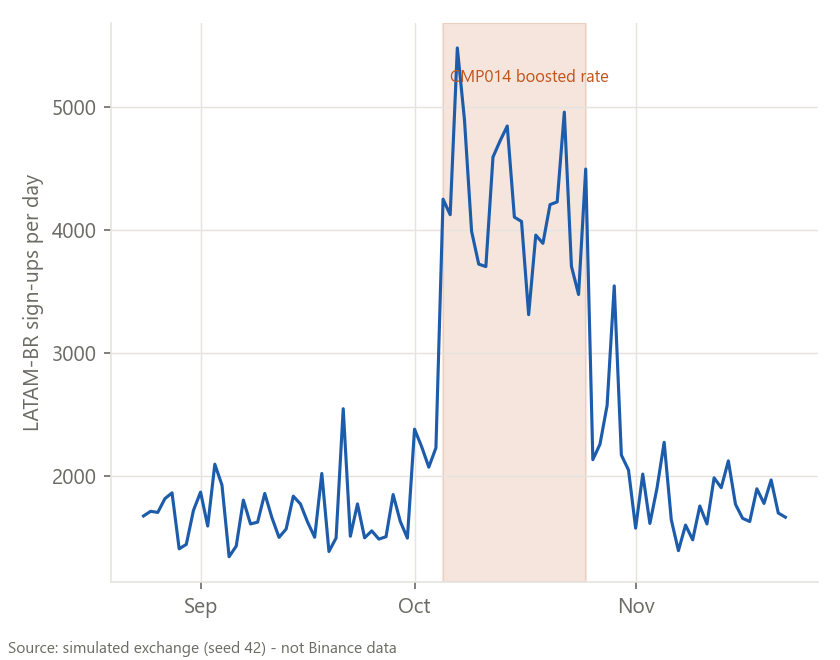 CMP014 boosted rate
5000
4000
3000
2000
LATAM-BR sign-ups per day
Sep Oct Nov
Source: simulated exchange (seed 42) - not Binance data